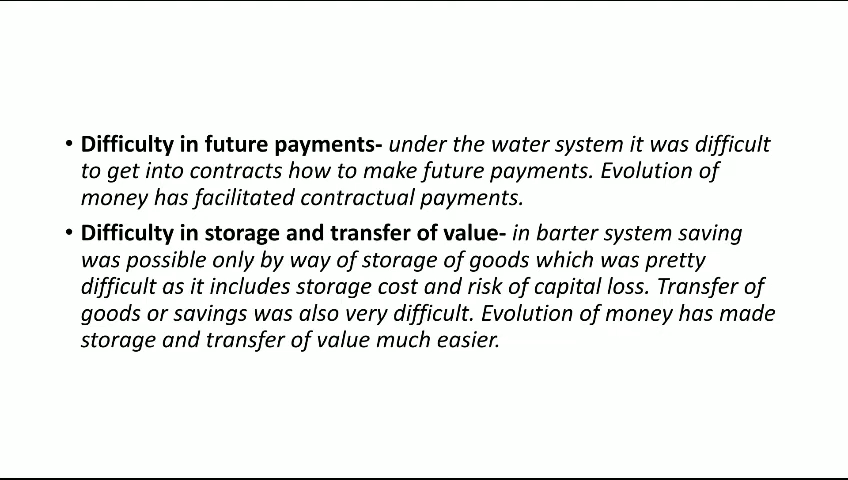 • Difficulty in future payments- under the water system it was difficult
to get into contracts how to make future payments. Evolution of
money has facilitated contractual payments.
• Difficulty in storage and transfer of value- in barter system saving
was possible only by way of storage of goods which was pretty
difficult as it includes storage cost and risk of capital loss. Transfer of
goods or savings was also very difficult. Evolution of money has made
storage and transfer of value much easier.